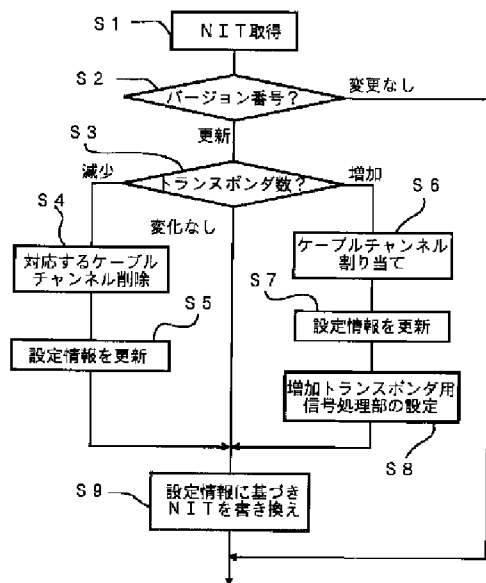 S1
NIT取得
S2
バージョン番号?
変更なし
更新
S3
トランスポンダ数?
減少
変化なし
増加
S4
対応するケーブル
チャンネル削除
S5
設定情報を更新
S6
ケーブルチャンネル
割り当て
S7
設定情報を更新
増加トランスポンダ用
信号処理部の設定
S8
S9
設定情報に基づき
NITを書き換え